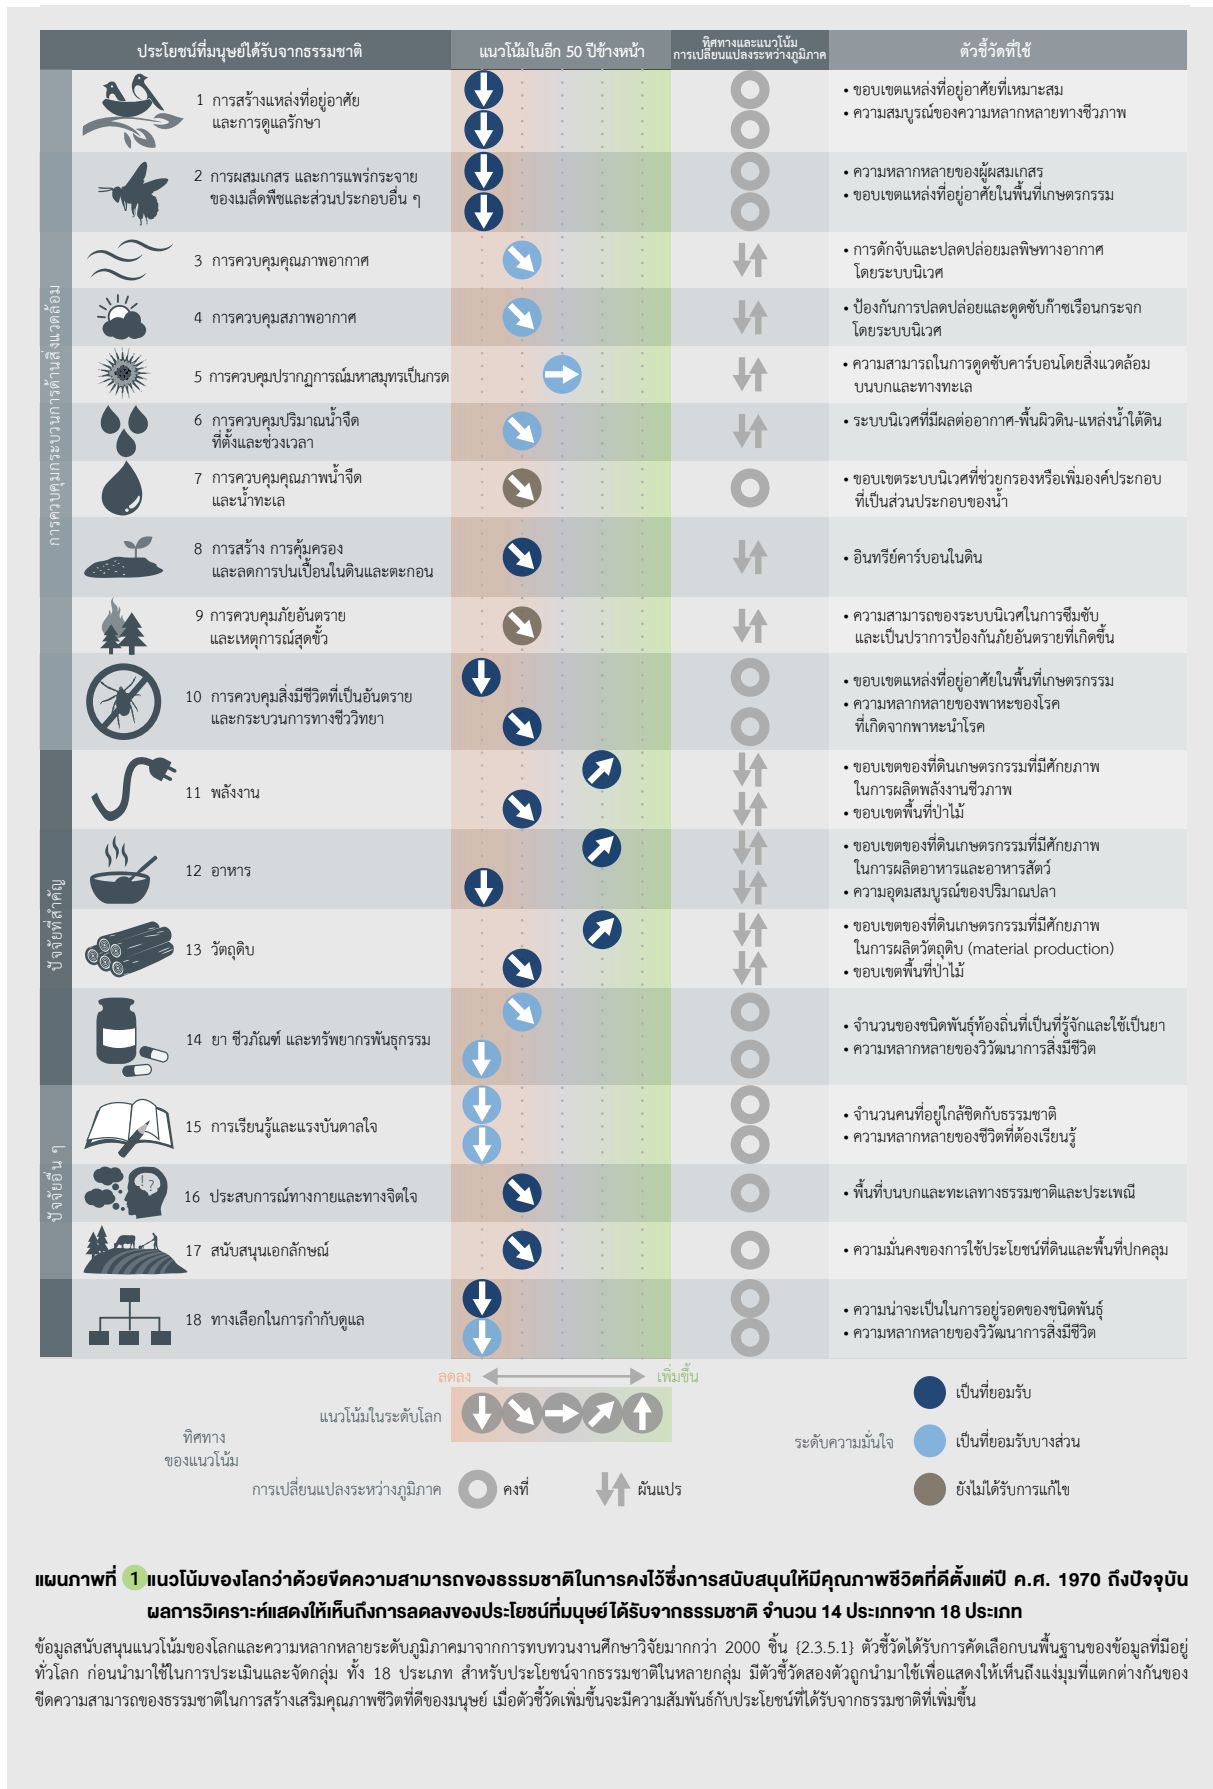 ประโยชน์ที่มนุษย์ได้รับจากธรรมชาติ
แนวโน้มในอีก 50 ปีข้างหน้า
ทิศทางและแนวโน้ม
การเปลี่ยนแปลงระหว่างภูมิภาค
ตัวชี้วัดที่ใช้
การควบคุมกระบวนการด้านสิ่งแวดล้อม
1 การสร้างแหล่งที่อยู่อาศัย
และการดูแลรักษา
• ขอบเขตแหล่งที่อยู่อาศัยที่เหมาะสม
• ความสมบูรณ์ของความหลากหลายทางชีวภาพ
2 การผสมเกสร และการแพร่กระจาย
ของเมล็ดพืชและส่วนประกอบอื่น ๆ
• ความหลากหลายของผู้ผสมเกสร
• ขอบเขตแหล่งที่อยู่อาศัยในพื้นที่เกษตรกรรม
3 การควบคุมคุณภาพอากาศ
• การดักจับและปลดปล่อยมลพิษทางอากาศ
โดยระบบนิเวศ
4 การควบคุมสภาพอากาศ
• ป้องกันการปลดปล่อยและดูดซับก๊าซเรือนกระจก
โดยระบบนิเวศ
5 การควบคุมปรากฏการณ์มหาสมุทรเป็นกรด
• ความสามารถในการดูดซับคาร์บอนโดยสิ่งแวดล้อม
บนบกและทางทะเล
6 การควบคุมปริมาณน้ำจืด
ที่ตั้งและช่วงเวลา
• ระบบนิเวศที่มีผลต่ออากาศ-พื้นผิวดิน-แหล่งน้ำใต้ดิน
7 การควบคุมคุณภาพน้ำจืด
และน้ำทะเล
• ขอบเขตระบบนิเวศที่ช่วยกรองหรือเพิ่มองค์ประกอบ
ที่เป็นส่วนประกอบของน้ำ
8 การสร้าง การคุ้มครอง
และลดการปนเปื้อนในดินและตะกอน
• อินทรีย์คาร์บอนในดิน
9 การควบคุมภัยอันตราย
และเหตุการณ์สุดขั้ว
• ความสามารถของระบบนิเวศในการซึมซับ
และเป็นปราการป้องกันภัยอันตรายที่เกิดขึ้น
10 การควบคุมสิ่งมีชีวิตที่เป็นอันตราย
และกระบวนการทางชีววิทยา
• ขอบเขตแหล่งที่อยู่อาศัยในพื้นที่เกษตรกรรม
• ความหลากหลายของพาหะของโรค
ที่เกิดจากพาหะนำโรค
ปัจจัยที่สำคัญ
11 พลังงาน
• ขอบเขตของที่ดินเกษตรกรรมที่มีศักยภาพ
ในการผลิตพลังงานชีวภาพ
• ขอบเขตพื้นที่ป่าไม้
12 อาหาร
• ขอบเขตของที่ดินเกษตรกรรมที่มีศักยภาพ
ในการผลิตอาหารและอาหารสัตว์
• ความอุดมสมบูรณ์ของปริมาณปลา
13 วัตถุดิบ
• ขอบเขตของที่ดินเกษตรกรรมที่มีศักยภาพ
ในการผลิตวัตถุดิบ (material production)
• ขอบเขตพื้นที่ป่าไม้
14 ยา ชีวภัณฑ์ และทรัพยากรพันธุกรรม
• จำนวนของชนิดพันธุ์ท้องถิ่นที่เป็นที่รู้จักและใช้เป็นยา
• ความหลากหลายของวิวัฒนาการสิ่งมีชีวิต
ปัจจัยอื่น ๆ
15 การเรียนรู้และแรงบันดาลใจ
• จำนวนคนที่อยู่ใกล้ชิดกับธรรมชาติ
• ความหลากหลายของชีวิตที่ต้องเรียนรู้
16 ประสบการณ์ทางกายและทางจิตใจ
• พื้นที่บนบกและทะเลทางธรรมชาติและประเพณี
17 สนับสนุนเอกลักษณ์
• ความมั่นคงของการใช้ประโยชน์ที่ดินและพื้นที่ปกคลุม
18 ทางเลือกในการกำกับดูแล
• ความน่าจะเป็นในการอยู่รอดของชนิดพันธุ์
• ความหลากหลายของวิวัฒนาการสิ่งมีชีวิต
ลดลง เพิ่มขึ้น
แนวโน้มในระดับโลก
ทิศทาง
ของแนวโน้ม
การเปลี่ยนแปลงระหว่างภูมิภาค
คงที่
ผันแปร
ระดับความมั่นใจ
เป็นที่ยอมรับ
เป็นที่ยอมรับบางส่วน
ยังไม่ได้รับการแก้ไข
แผนภาพที่ 1 แนวโน้มของโลกว่าด้วยขีดความสามารถของธรรมชาติในการคงไว้ซึ่งการสนับสนุนให้มีคุณภาพชีวิตที่ดีตั้งแต่ปี ค.ศ. 1970 ถึงปัจจุบัน
ผลการวิเคราะห์แสดงให้เห็นถึงการลดลงของประโยชน์ที่มนุษย์ได้รับจากธรรมชาติ จำนวน 14 ประเภทจาก 18 ประเภท
ข้อมูลสนับสนุนแนวโน้มของโลกและความหลากหลายระดับภูมิภาคมาจากการทบทวนงานศึกษาวิจัยมากกว่า 2000 ชิ้น {2.3.5.1} ตัวชี้วัดได้รับการคัดเลือกบนพื้นฐานของข้อมูลที่มีอยู่
ทั่วโลก ก่อนนำมาใช้ในการประเมินและจัดกลุ่ม ทั้ง 18 ประเภท สำหรับประโยชน์จากธรรมชาติในหลายกลุ่ม มีตัวชี้วัดสองตัวถูกนำมาใช้เพื่อแสดงให้เห็นถึงแง่มุมที่แตกต่างกันของ
ขีดความสามารถของธรรมชาติในการสร้างเสริมคุณภาพชีวิตที่ดีของมนุษย์ เมื่อตัวชี้วัดเพิ่มขึ้นจะมีความสัมพันธ์กับประโยชน์ที่ได้รับจากธรรมชาติที่เพิ่มขึ้น